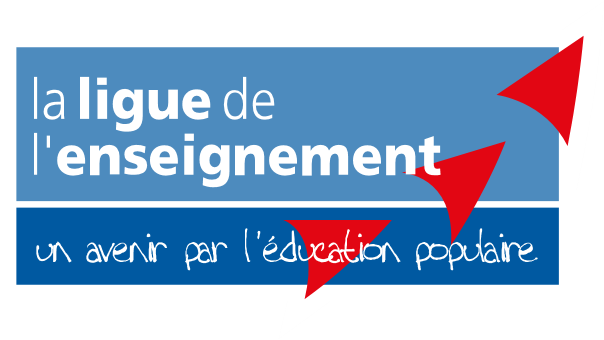 la ligue de
l'enseignement
un avenir par l'éducation populaire